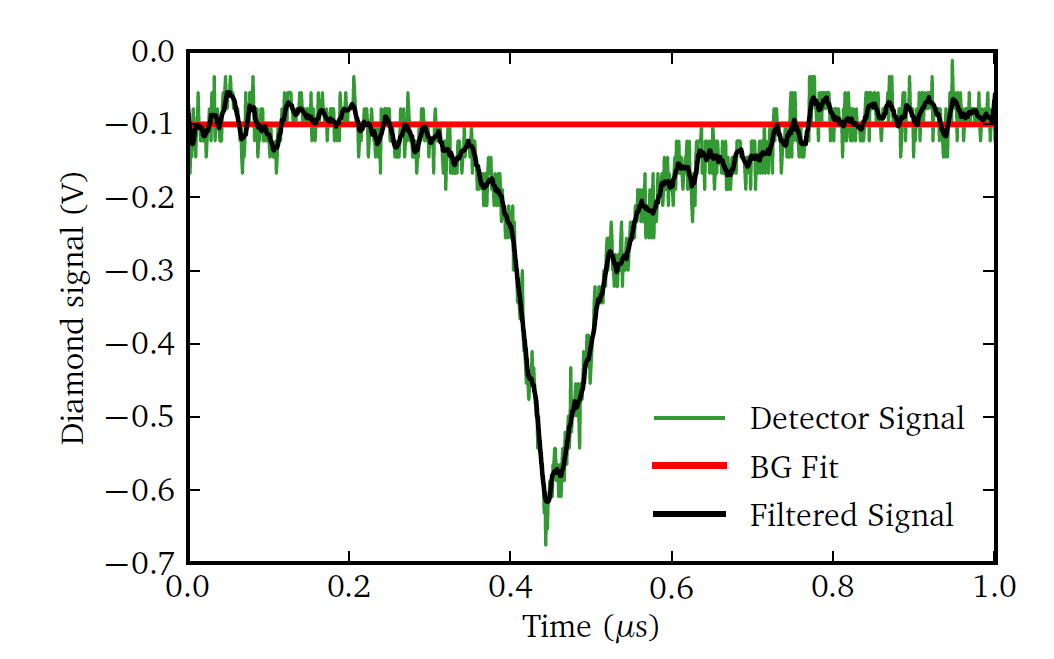 0.0
−0.1
−0.2
−0.3
−0.4
−0.5
−0.6
−0.7
Diamond signal (V)
Detector Signal
BG Fit
Filtered Signal
0.0 0.2 0.4 0.6 0.8 1.0
Time (μs)